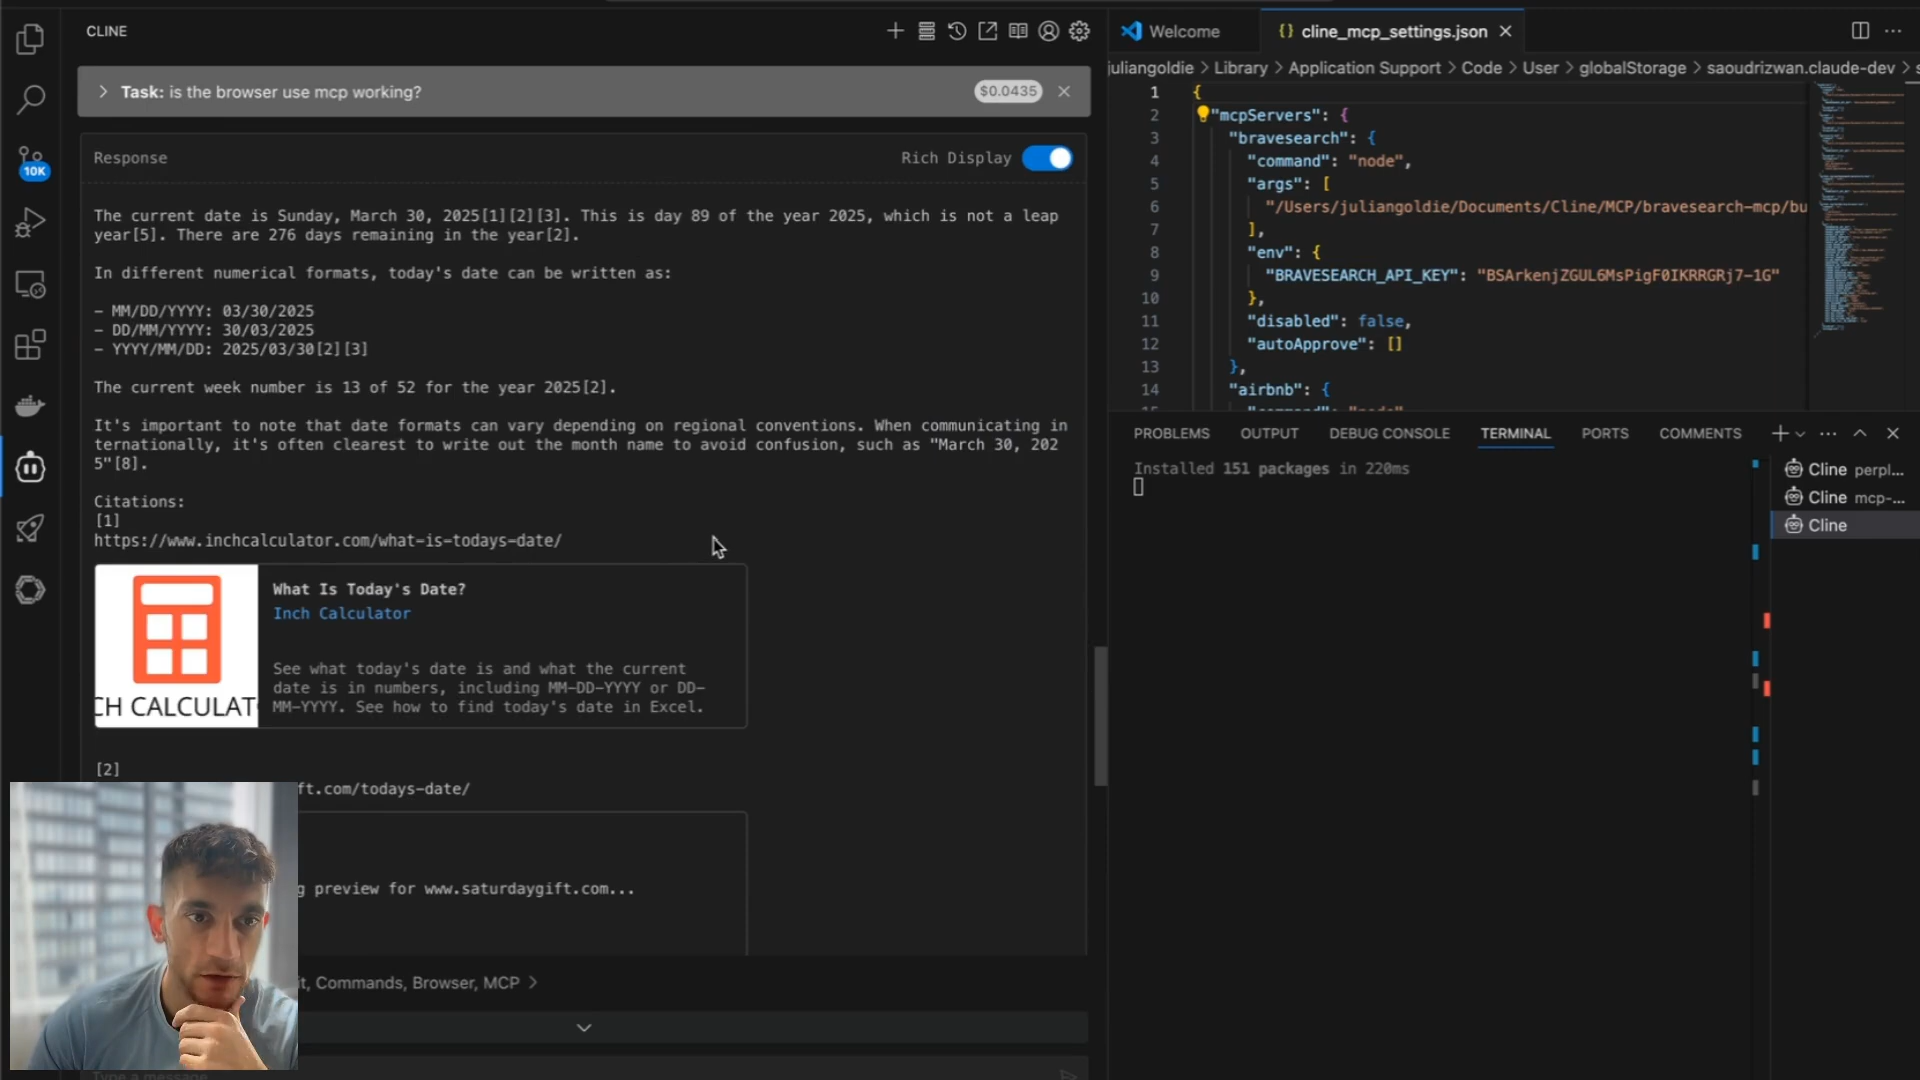 CLINE
Task: is the browser use mcp working?
$0.0435
Response
Rich Display
The current date is Sunday, March 30, 2025[1][2][3]. This is day 89 of the year 2025, which is not a leap
year[5]. There are 276 days remaining in the year[2].
In different numerical formats, today's date can be written as:
– MM/DD/YYYY: 03/30/2025
– DD/MM/YYYY: 30/03/2025
– YYYY/MM/DD: 2025/03/30[2][3]
The current week number is 13 of 52 for the year 2025[2].
It's important to note that date formats can vary depending on regional conventions. When communicating in
ternationally, it's often clearest to write out the month name to avoid confusion, such as "March 30, 202
5"[8].
Citations:
[1]
https://www.inchcalculator.com/what-is-todays-date/
CH CALCULAT
What Is Today's Date?
Inch Calculator
See what today's date is and what the current
date is in numbers, including MM–DD–YYYY or DD–
MM–YYYY. See how to find today's date in Excel.
[2]
ft.com/todays-date/
g preview for www.saturdaygift.com...
it, Commands, Browser, MCP >
Type a message
10K
Welcome
{} cline_mcp_settings.json
juliangoldie > Library > Application Support > Code > User > globalStorage > saoudrizwan.claude-dev > s
1 {
2 "mcpServers": {
3 "bravesearch": {
4 "command": "node",
5 "args": [
6 "/Users/juliangoldie/Documents/Cline/MCP/bravesearch-mcp/bu
7 ],
8 "env": {
9 "BRAVESEARCH_API_KEY": "BSArkenjZGUL6MsPigF0IKRRGRj7-1G"
10 },
11 "disabled": false,
12 "autoApprove": []
13 },
14 "airbnb": {
PROBLEMS
OUTPUT
DEBUG CONSOLE
TERMINAL
PORTS
COMMENTS
Installed 151 packages in 220ms
Cline perpl...
Cline mcp-...
Cline